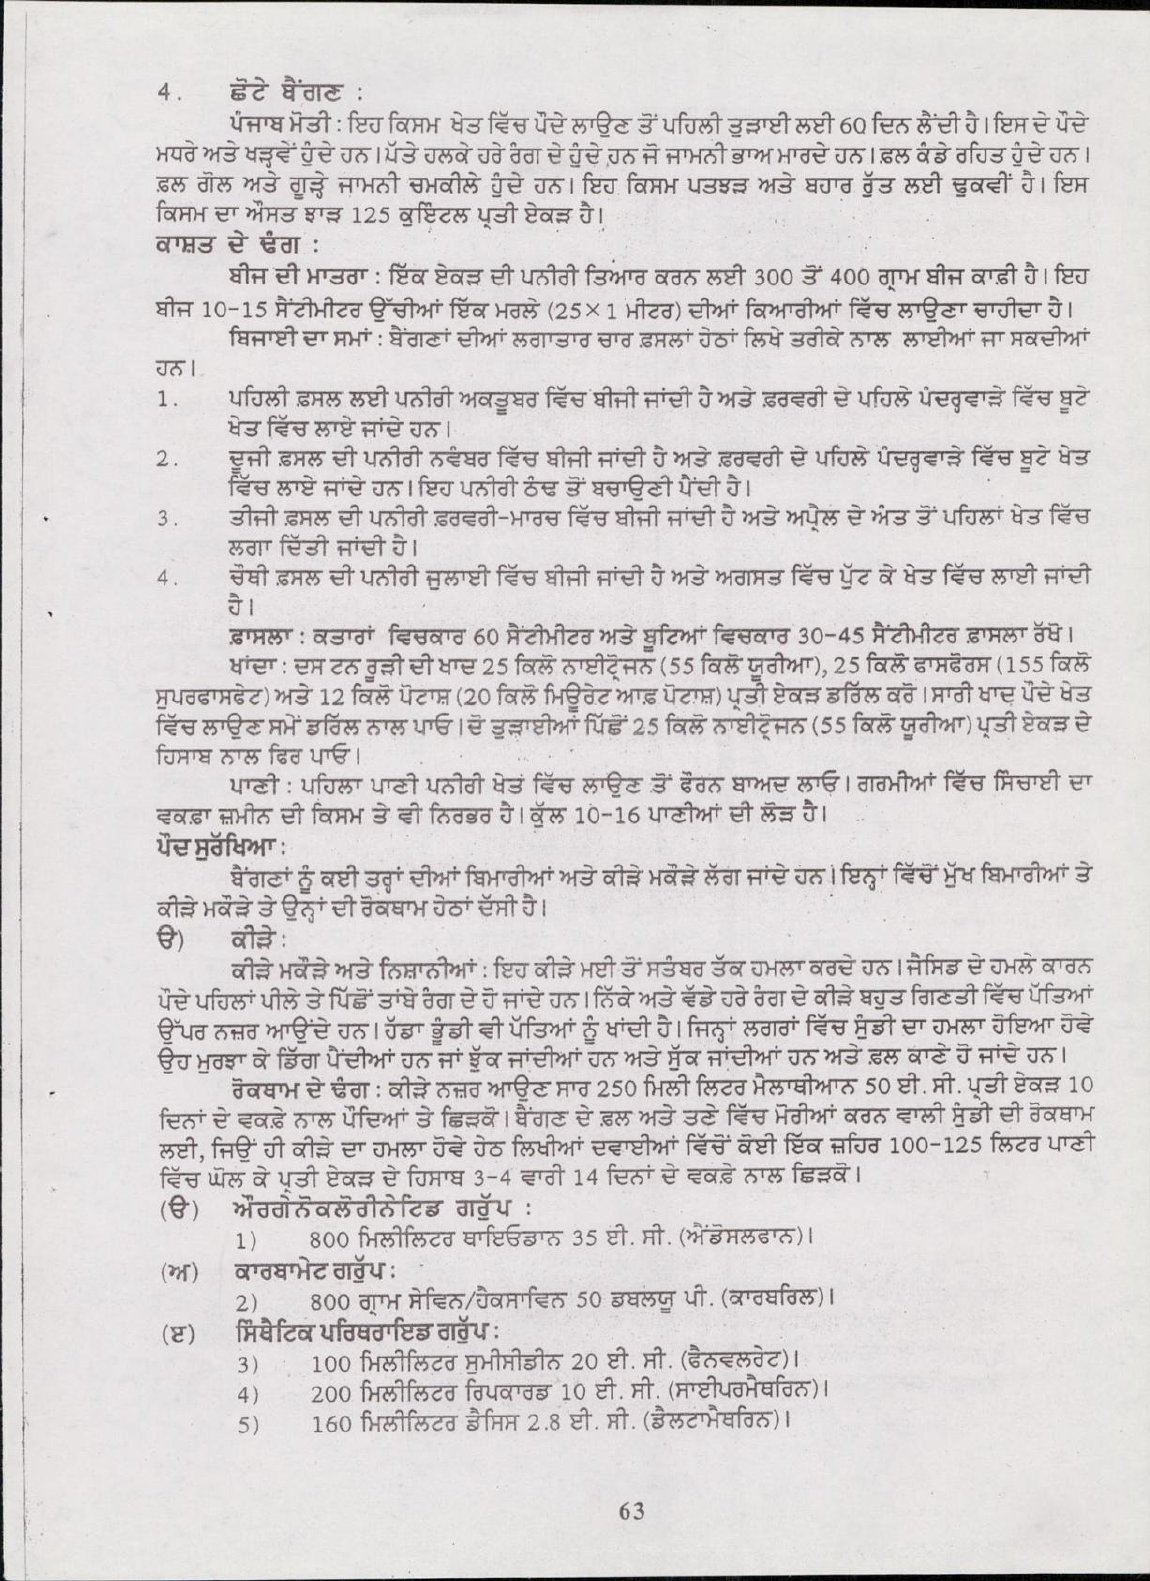 4. ਛੋਟੇ ਬੈਂਗਣ :
ਪੰਜਾਬ ਮੋਤੀ : ਇਹ ਕਿਸਮ ਖੇਤ ਵਿੱਚ ਪੌਦੇ ਲਾਉਣ ਤੋਂ ਪਹਿਲੀ ਤੁੜਾਈ ਲਈ 60 ਦਿਨ ਲੈਂਦੀ ਹੈ। ਇਸ ਦੇ ਪੌਦੇ
ਮਧਰੇ ਅਤੇ ਖੜ੍ਹਵੇਂ ਹੁੰਦੇ ਹਨ। ਪੱਤੇ ਹਲਕੇ ਹਰੇ ਰੰਗ ਦੇ ਹੁੰਦੇ ਹਨ ਜੋ ਜਾਮਨੀ ਭਾਅ ਮਾਰਦੇ ਹਨ। ਫ਼ਲ ਕੰਡੇ ਰਹਿਤ ਹੁੰਦੇ ਹਨ।
ਫ਼ਲ ਗੋਲ ਅਤੇ ਗੂੜ੍ਹੇ ਜਾਮਨੀ ਚਮਕੀਲੇ ਹੁੰਦੇ ਹਨ। ਇਹ ਕਿਸਮ ਪਤਝੜ ਅਤੇ ਬਹਾਰ ਰੁੱਤ ਲਈ ਢੁਕਵੀਂ ਹੈ। ਇਸ
ਕਿਸਮ ਦਾ ਔਸਤ ਝਾੜ 125 ਕੁਇੰਟਲ ਪ੍ਰਤੀ ਏਕੜ ਹੈ।
ਕਾਸ਼ਤ ਦੇ ਢੰਗ :
ਬੀਜ ਦੀ ਮਾਤਰਾ : ਇੱਕ ਏਕੜ ਦੀ ਪਨੀਰੀ ਤਿਆਰ ਕਰਨ ਲਈ 300 ਤੋਂ 400 ਗ੍ਰਾਮ ਬੀਜ ਕਾਫ਼ੀ ਹੈ। ਇਹ
ਬੀਜ 10-15 ਸੈਂਟੀਮੀਟਰ ਉੱਚੀਆਂ ਇੱਕ ਮਰਲੇ (25×1 ਮੀਟਰ) ਦੀਆਂ ਕਿਆਰੀਆਂ ਵਿੱਚ ਲਾਉਣਾ ਚਾਹੀਦਾ ਹੈ।
ਬਿਜਾਈ ਦਾ ਸਮਾਂ : ਬੈਂਗਣਾਂ ਦੀਆਂ ਲਗਾਤਾਰ ਚਾਰ ਫ਼ਸਲਾਂ ਹੇਠਾਂ ਲਿਖੇ ਤਰੀਕੇ ਨਾਲ ਲਾਈਆਂ ਜਾ ਸਕਦੀਆਂ
ਹਨ।
1. ਪਹਿਲੀ ਫ਼ਸਲ ਲਈ ਪਨੀਰੀ ਅਕਤੂਬਰ ਵਿੱਚ ਬੀਜੀ ਜਾਂਦੀ ਹੈ ਅਤੇ ਫ਼ਰਵਰੀ ਦੇ ਪਹਿਲੇ ਪੰਦਰ੍ਹਵਾੜੇ ਵਿੱਚ ਬੂਟੇ
ਖੇਤ ਵਿੱਚ ਲਾਏ ਜਾਂਦੇ ਹਨ।
2. ਦੂਜੀ ਫ਼ਸਲ ਦੀ ਪਨੀਰੀ ਨਵੰਬਰ ਵਿੱਚ ਬੀਜੀ ਜਾਂਦੀ ਹੈ ਅਤੇ ਫ਼ਰਵਰੀ ਦੇ ਪਹਿਲੇ ਪੰਦਰ੍ਹਵਾੜੇ ਵਿੱਚ ਬੂਟੇ ਖੇਤ
ਵਿੱਚ ਲਾਏ ਜਾਂਦੇ ਹਨ। ਇਹ ਪਨੀਰੀ ਠੰਢ ਤੋਂ ਬਚਾਉਣੀ ਪੈਂਦੀ ਹੈ।
3. ਤੀਜੀ ਫ਼ਸਲ ਦੀ ਪਨੀਰੀ ਫ਼ਰਵਰੀ-ਮਾਰਚ ਵਿੱਚ ਬੀਜੀ ਜਾਂਦੀ ਹੈ ਅਤੇ ਅਪ੍ਰੈਲ ਦੇ ਅੰਤ ਤੋਂ ਪਹਿਲਾਂ ਖੇਤ ਵਿੱਚ
ਲਗਾ ਦਿੱਤੀ ਜਾਂਦੀ ਹੈ।
4. ਚੌਥੀ ਫ਼ਸਲ ਦੀ ਪਨੀਰੀ ਜੁਲਾਈ ਵਿੱਚ ਬੀਜੀ ਜਾਂਦੀ ਹੈ ਅਤੇ ਅਗਸਤ ਵਿੱਚ ਪੁੱਟ ਕੇ ਖੇਤ ਵਿੱਚ ਲਾਈ ਜਾਂਦੀ
ਹੈ।
ਫ਼ਾਸਲਾ : ਕਤਾਰਾਂ ਵਿਚਕਾਰ 60 ਸੈਂਟੀਮੀਟਰ ਅਤੇ ਬੂਟਿਆਂ ਵਿਚਕਾਰ 30-45 ਸੈਂਟੀਮੀਟਰ ਫ਼ਾਸਲਾ ਰੱਖੋ।
ਖਾਂਦਾ : ਦਸ ਟਨ ਰੂੜੀ ਦੀ ਖਾਦ 25 ਕਿਲੋ ਨਾਈਟ੍ਰੋਜਨ (55 ਕਿਲੋ ਯੂਰੀਆ), 25 ਕਿਲੋ ਫਾਸਫੋਰਸ (155 ਕਿਲੋ
ਸੁਪਰਫਾਸਫੇਟ) ਅਤੇ 12 ਕਿਲੋ ਪੋਟਾਸ਼ (20 ਕਿਲੋ ਮਿਊਰੇਟ ਆਫ਼ ਪੋਟਾਸ਼) ਪ੍ਰਤੀ ਏਕੜ ਡਰਿੱਲ ਕਰੋ। ਸਾਰੀ ਖਾਦ ਪੌਦੇ ਖੇਤ
ਵਿੱਚ ਲਾਉਣ ਸਮੇਂ ਡਰਿੱਲ ਨਾਲ ਪਾਓ। ਦੋ ਤੁੜਾਈਆਂ ਪਿੱਛੋਂ 25 ਕਿਲੋ ਨਾਈਟ੍ਰੋਜਨ (55 ਕਿਲੋ ਯੂਰੀਆ) ਪ੍ਰਤੀ ਏਕੜ ਦੇ
ਹਿਸਾਬ ਨਾਲ ਫਿਰ ਪਾਓ।
ਪਾਣੀ : ਪਹਿਲਾ ਪਾਣੀ ਪਨੀਰੀ ਖੇਤਾਂ ਵਿੱਚ ਲਾਉਣ ਤੋਂ ਫੌਰਨ ਬਾਅਦ ਲਾਓ। ਗਰਮੀਆਂ ਵਿੱਚ ਸਿੰਚਾਈ ਦਾ
ਵਕਫ਼ਾ ਜ਼ਮੀਨ ਦੀ ਕਿਸਮ ਤੇ ਵੀ ਨਿਰਭਰ ਹੈ। ਕੁੱਲ 10-16 ਪਾਣੀਆਂ ਦੀ ਲੋੜ ਹੈ।
ਪੌਦ ਸੁਰੱਖਿਆ :
ਬੈਂਗਣਾਂ ਨੂੰ ਕਈ ਤਰ੍ਹਾਂ ਦੀਆਂ ਬਿਮਾਰੀਆਂ ਅਤੇ ਕੀੜੇ ਮਕੌੜੇ ਲੱਗ ਜਾਂਦੇ ਹਨ। ਇਨ੍ਹਾਂ ਵਿੱਚੋਂ ਮੁੱਖ ਬਿਮਾਰੀਆਂ ਤੇ
ਕੀੜੇ ਮਕੌੜੇ ਤੇ ਉਨ੍ਹਾਂ ਦੀ ਰੋਕਥਾਮ ਹੇਠਾਂ ਦੱਸੀ ਹੈ।
ੳ) ਕੀੜੇ :
ਕੀੜੇ ਮਕੌੜੇ ਅਤੇ ਨਿਸ਼ਾਨੀਆਂ : ਇਹ ਕੀੜੇ ਮਈ ਤੋਂ ਸਤੰਬਰ ਤੱਕ ਹਮਲਾ ਕਰਦੇ ਹਨ। ਜੈਸਿਡ ਦੇ ਹਮਲੇ ਕਾਰਨ
ਪੌਦੇ ਪਹਿਲਾਂ ਪੀਲੇ ਤੇ ਪਿੱਛੋਂ ਤਾਂਬੇ ਰੰਗ ਦੇ ਹੋ ਜਾਂਦੇ ਹਨ। ਨਿੱਕੇ ਅਤੇ ਵੱਡੇ ਹਰੇ ਰੰਗ ਦੇ ਕੀੜੇ ਬਹੁਤ ਗਿਣਤੀ ਵਿੱਚ ਪੱਤਿਆਂ
ਉੱਪਰ ਨਜ਼ਰ ਆਉਂਦੇ ਹਨ। ਹੱਡਾ ਭੂੰਡੀ ਵੀ ਪੱਤਿਆਂ ਨੂੰ ਖਾਂਦੀ ਹੈ। ਜਿਨ੍ਹਾਂ ਲਗਰਾਂ ਵਿੱਚ ਸੁੰਡੀ ਦਾ ਹਮਲਾ ਹੋਇਆ ਹੋਵੇ
ਉਹ ਮੁਰਝਾ ਕੇ ਡਿੱਗ ਪੈਂਦੀਆਂ ਹਨ ਜਾਂ ਝੁੱਕ ਜਾਂਦੀਆਂ ਹਨ ਅਤੇ ਸੁੱਕ ਜਾਂਦੀਆਂ ਹਨ ਅਤੇ ਫ਼ਲ ਕਾਣੇ ਹੋ ਜਾਂਦੇ ਹਨ।
ਰੋਕਥਾਮ ਦੇ ਢੰਗ : ਕੀੜੇ ਨਜ਼ਰ ਆਉਣ ਸਾਰ 250 ਮਿਲੀ ਲਿਟਰ ਮੈਲਾਥੀਆਨ 50 ਈ. ਸੀ. ਪ੍ਰਤੀ ਏਕੜ 10
ਦਿਨਾਂ ਦੇ ਵਕਫ਼ੇ ਨਾਲ ਪੌਦਿਆਂ ਤੇ ਛਿੜਕੋ। ਬੈਂਗਣ ਦੇ ਫ਼ਲ ਅਤੇ ਤਣੇ ਵਿੱਚ ਮੋਰੀਆਂ ਕਰਨ ਵਾਲੀ ਸੁੰਡੀ ਦੀ ਰੋਕਥਾਮ
ਲਈ, ਜਿਉਂ ਹੀ ਕੀੜੇ ਦਾ ਹਮਲਾ ਹੋਵੇ ਹੇਠ ਲਿਖੀਆਂ ਦਵਾਈਆਂ ਵਿੱਚੋਂ ਕੋਈ ਇੱਕ ਜ਼ਹਿਰ 100-125 ਲਿਟਰ ਪਾਣੀ
ਵਿੱਚ ਘੋਲ ਕੇ ਪ੍ਰਤੀ ਏਕੜ ਦੇ ਹਿਸਾਬ 3-4 ਵਾਰੀ 14 ਦਿਨਾਂ ਦੇ ਵਕਫ਼ੇ ਨਾਲ ਛਿੜਕੋ।
(ੳ) ਔਰਗੇਨੋਕਲੋਰੀਨੇਟਿਡ ਗਰੁੱਪ :
1) 800 ਮਿਲੀਲਿਟਰ ਥਾਇਓਡਾਨ 35 ਈ. ਸੀ. (ਐਂਡੋਸਲਫਾਨ)।
(ਅ) ਕਾਰਬਾਮੇਟ ਗਰੁੱਪ :
2) 800 ਗ੍ਰਾਮ ਸੇਵਿਨ/ਹੈਕਸਾਵਿਨ 50 ਡਬਲਯੂ ਪੀ. (ਕਾਰਬਰਿਲ)।
(ੲ) ਸਿੰਥੈਟਿਕ ਪਰਿਥਰਾਇਡ ਗਰੁੱਪ :
3) 100 ਮਿਲੀਲਿਟਰ ਸੁਮੀਸੀਡੀਨ 20 ਈ. ਸੀ. (ਫੈਨਵਲਰੇਟ)।
4) 200 ਮਿਲੀਲਿਟਰ ਰਿਪਕਾਰਡ 10 ਈ. ਸੀ. (ਸਾਈਪਰਮੈਥਰਿਨ)।
5) 160 ਮਿਲੀਲਿਟਰ ਡੈਸਿਸ 2.8 ਈ. ਸੀ. (ਡੈਲਟਾਮੈਥਰਿਨ)।
63